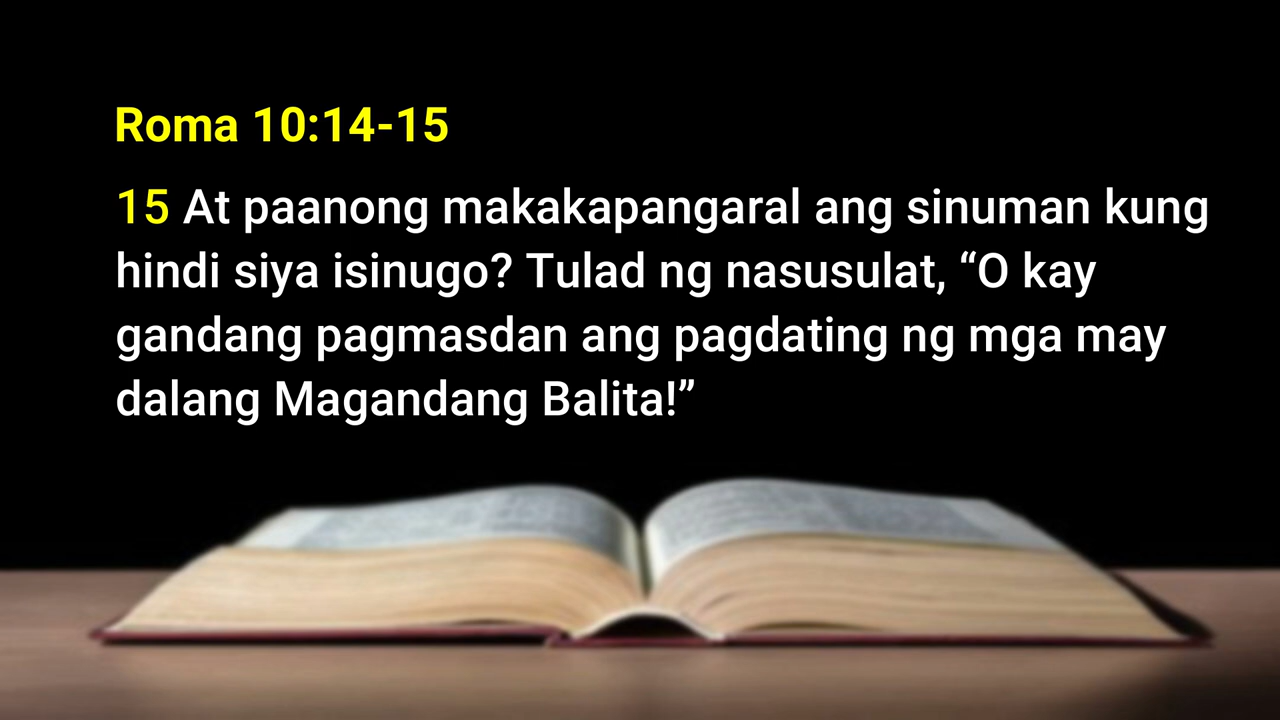 Roma 10:14-15
15 At paanong makakapangaral ang sinuman kung
hindi siya isinugo? Tulad ng nasusulat, “O kay
gandang pagmasdan ang pagdating ng mga may
dalang Magandang Balita!”